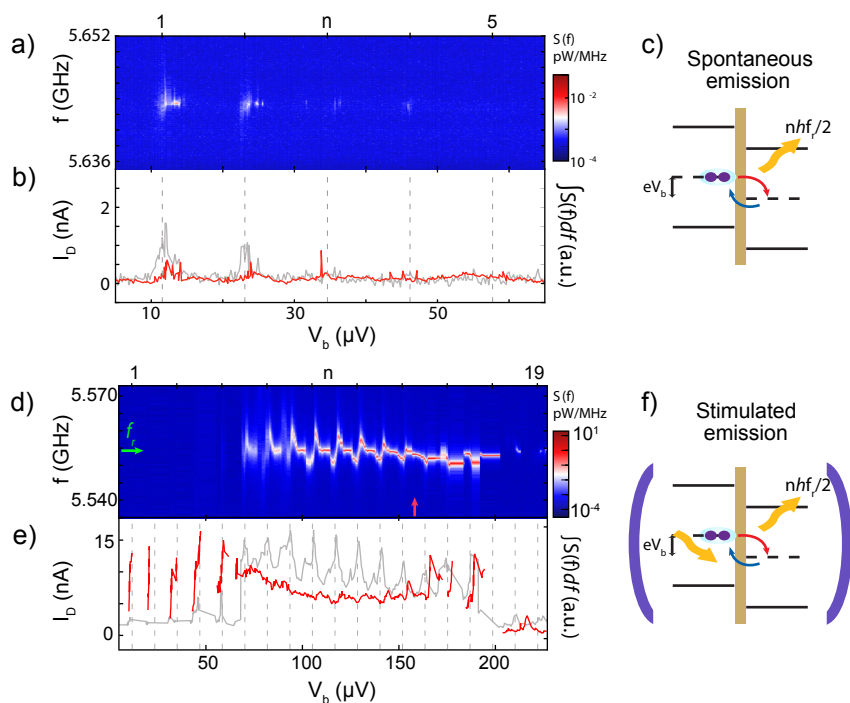 1 n 5
a)
5.652
f (GHz)
5.636
S(f)
pW/MHz
10⁻²
10⁻⁴
b)
I_D (nA)
2
0
∫S(f)df (a.u.)
10 30 50
V_b (µV)
c)
Spontaneous
emission
nhf_r/2
eV_b
1 n 19
d)
5.570
f (GHz)
5.540
f_r
S(f)
pW/MHz
10¹
10⁻⁴
e)
I_D (nA)
15
0
∫S(f)df (a.u.)
50 100 150 200
V_b (µV)
f)
Stimulated
emission
nhf_r/2
eV_b